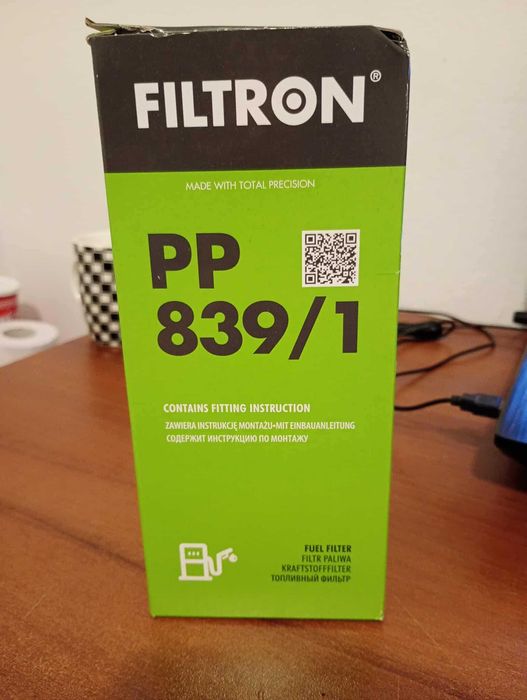 FILTRON®
MADE WITH TOTAL PRECISION
PP
839/1
CONTAINS FITTING INSTRUCTION
ZAWIERA INSTRUKCJĘ MONTAŻU•MIT EINBAUANLEITUNG
СОДЕРЖИТ ИНСТРУКЦИЮ ПО МОНТАЖУ
FUEL FILTER
FILTR PALIWA
KRAFTSTOFFFILTER
ТОПЛИВНЫЙ ФИЛЬТР